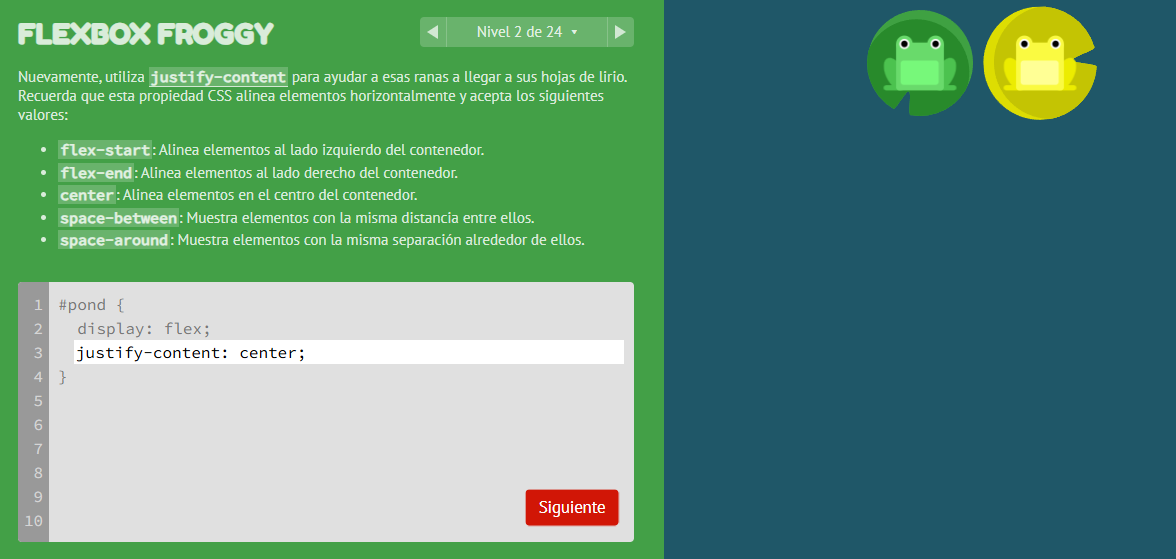 FLEXBOX FROGGY
Nivel 2 de 24
Nuevamente, utiliza justify-content para ayudar a esas ranas a llegar a sus hojas de lirio.
Recuerda que esta propiedad CSS alinea elementos horizontalmente y acepta los siguientes
valores:
• flex-start: Alinea elementos al lado izquierdo del contenedor.
• flex-end: Alinea elementos al lado derecho del contenedor.
• center: Alinea elementos en el centro del contenedor.
• space-between: Muestra elementos con la misma distancia entre ellos.
• space-around: Muestra elementos con la misma separación alrededor de ellos.
1 #pond {
2 display: flex;
3 justify-content: center;
4 }
5
6
7
8
9
10
Siguiente